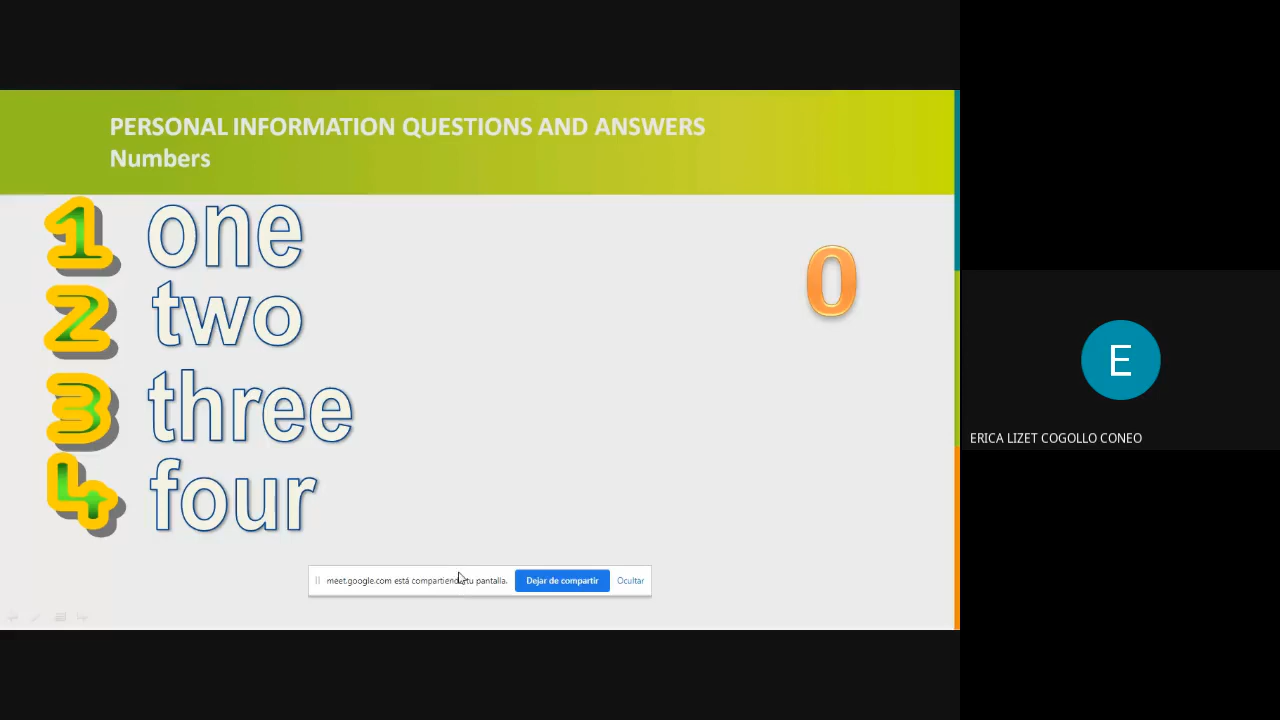 PERSONAL INFORMATION QUESTIONS AND ANSWERS
Numbers
1 one
0
2 two
3 three
4 four
meet.google.com está compartiendo tu pantalla. Dejar de compartir Ocultar
E
ERICA LIZET COGOLLO CONEO